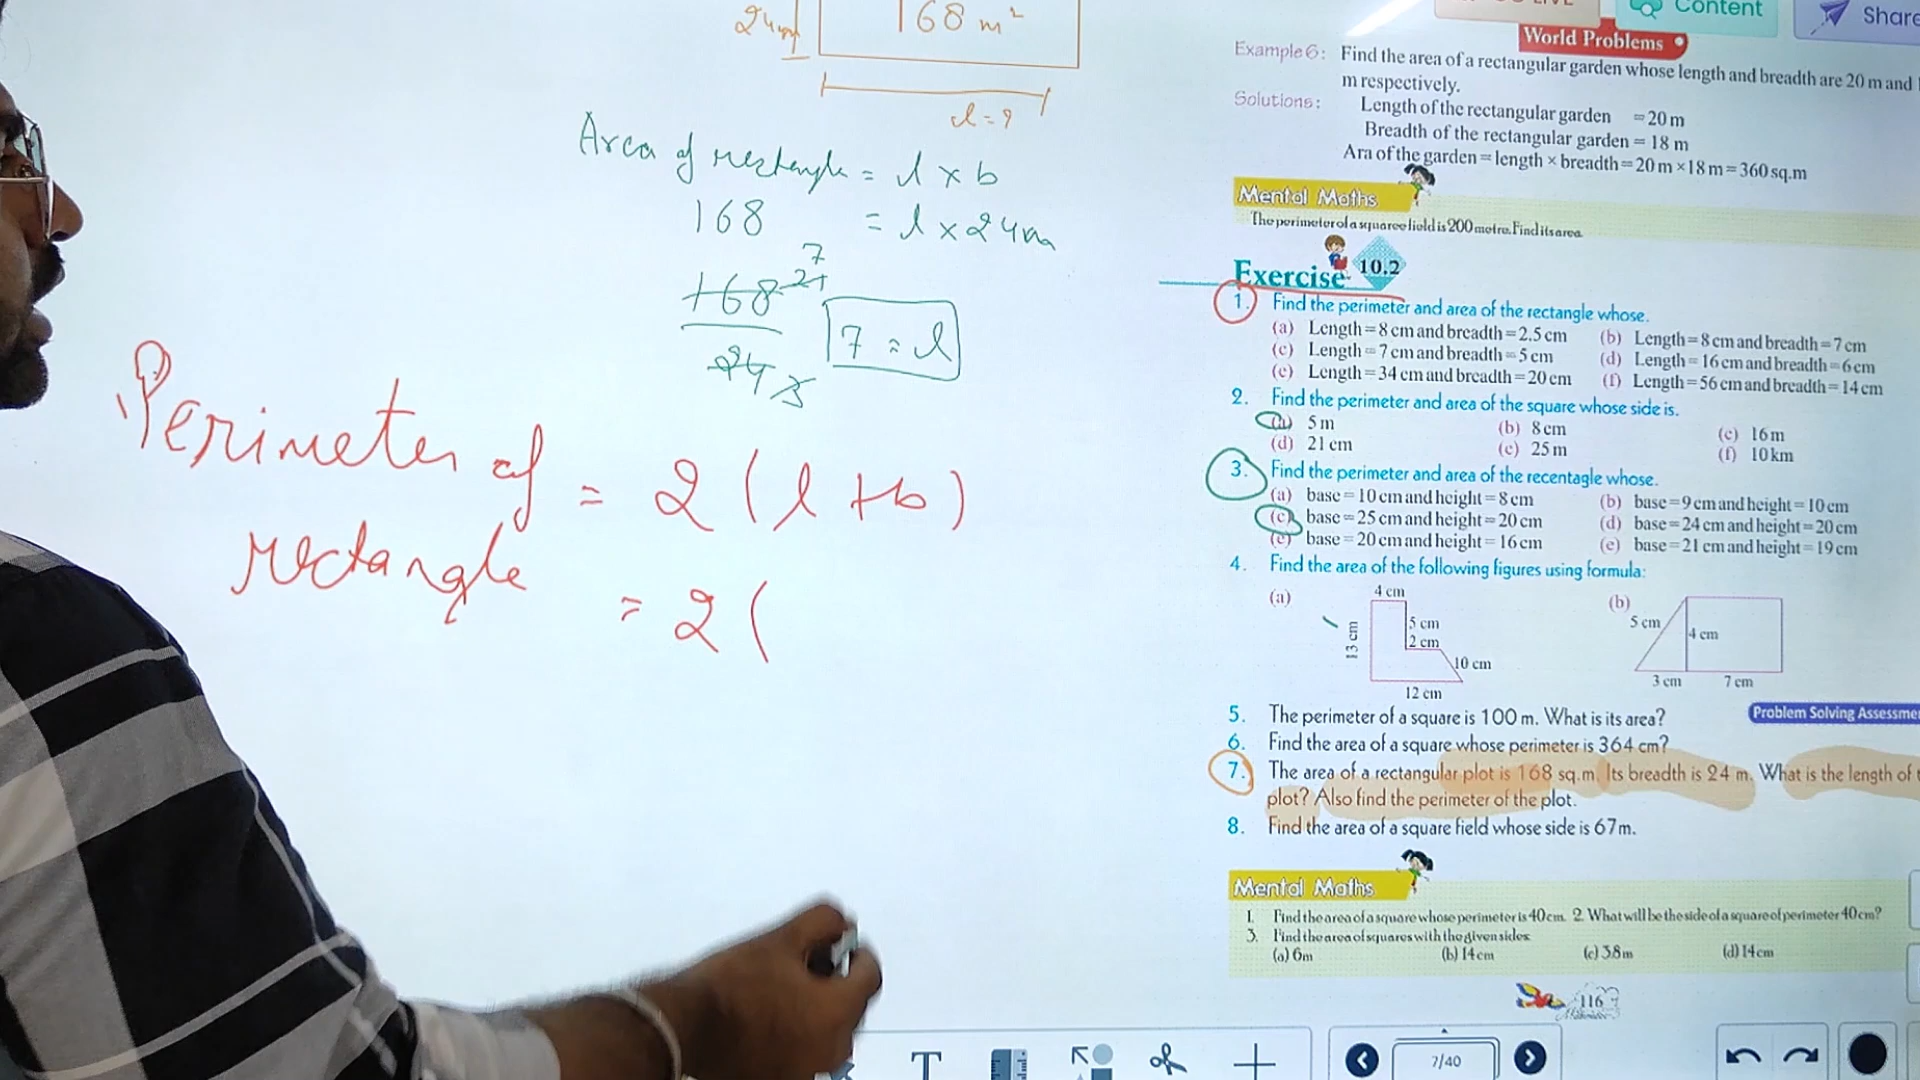 24m
168 m²
l = ?
Area of rectangle = l × b
168 = l × 24m
7
168 21
24 3
7 = l
Perimeter of = 2 ( l + b )
rectangle
= 2 (
Content
Share
World Problems
Example 6: Find the area of a rectangular garden whose length and breadth are 20 m and
m respectively.
Solutions: Length of the rectangular garden = 20 m
Breadth of the rectangular garden = 18 m
Ara of the garden = length × breadth = 20 m × 18 m = 360 sq.m
Mental Maths
The perimeter of a squaree field is 200 metre. Find its area.
Exercise 10.2
1. Find the perimeter and area of the rectangle whose.
(a) Length = 8 cm and breadth = 2.5 cm (b) Length = 8 cm and breadth = 7 cm
(c) Length = 7 cm and breadth = 5 cm (d) Length = 16 cm and breadth = 6 cm
(e) Length = 34 cm and breadth = 20 cm (f) Length = 56 cm and breadth = 14 cm
2. Find the perimeter and area of the square whose side is.
(a) 5 m (b) 8 cm (c) 16 m
(d) 21 cm (e) 25 m (f) 10 km
3. Find the perimeter and area of the recentagle whose.
(a) base = 10 cm and height = 8 cm (b) base = 9 cm and height = 10 cm
(c) base = 25 cm and height = 20 cm (d) base = 24 cm and height = 20 cm
(e) base = 20 cm and height = 16 cm (e) base = 21 cm and height = 19 cm
4. Find the area of the following figures using formula:
(a) 4 cm (b)
13 cm 5 cm 5 cm 4 cm
2 cm
10 cm
12 cm 3 cm 7 cm
5. The perimeter of a square is 100 m. What is its area?
Problem Solving Assessme
6. Find the area of a square whose perimeter is 364 cm?
7. The area of a rectangular plot is 168 sq.m. Its breadth is 24 m. What is the length of
plot? Also find the perimeter of the plot.
8. Find the area of a square field whose side is 67 m.
Mental Maths
1. Find the area of a square whose perimeter is 40 cm. 2. What will be the side of a square of perimeter 40 cm?
3. Find the area of squares with the given sides:
(a) 6m (b) 14 cm (c) 38m (d) 14 cm
116
T
7/40